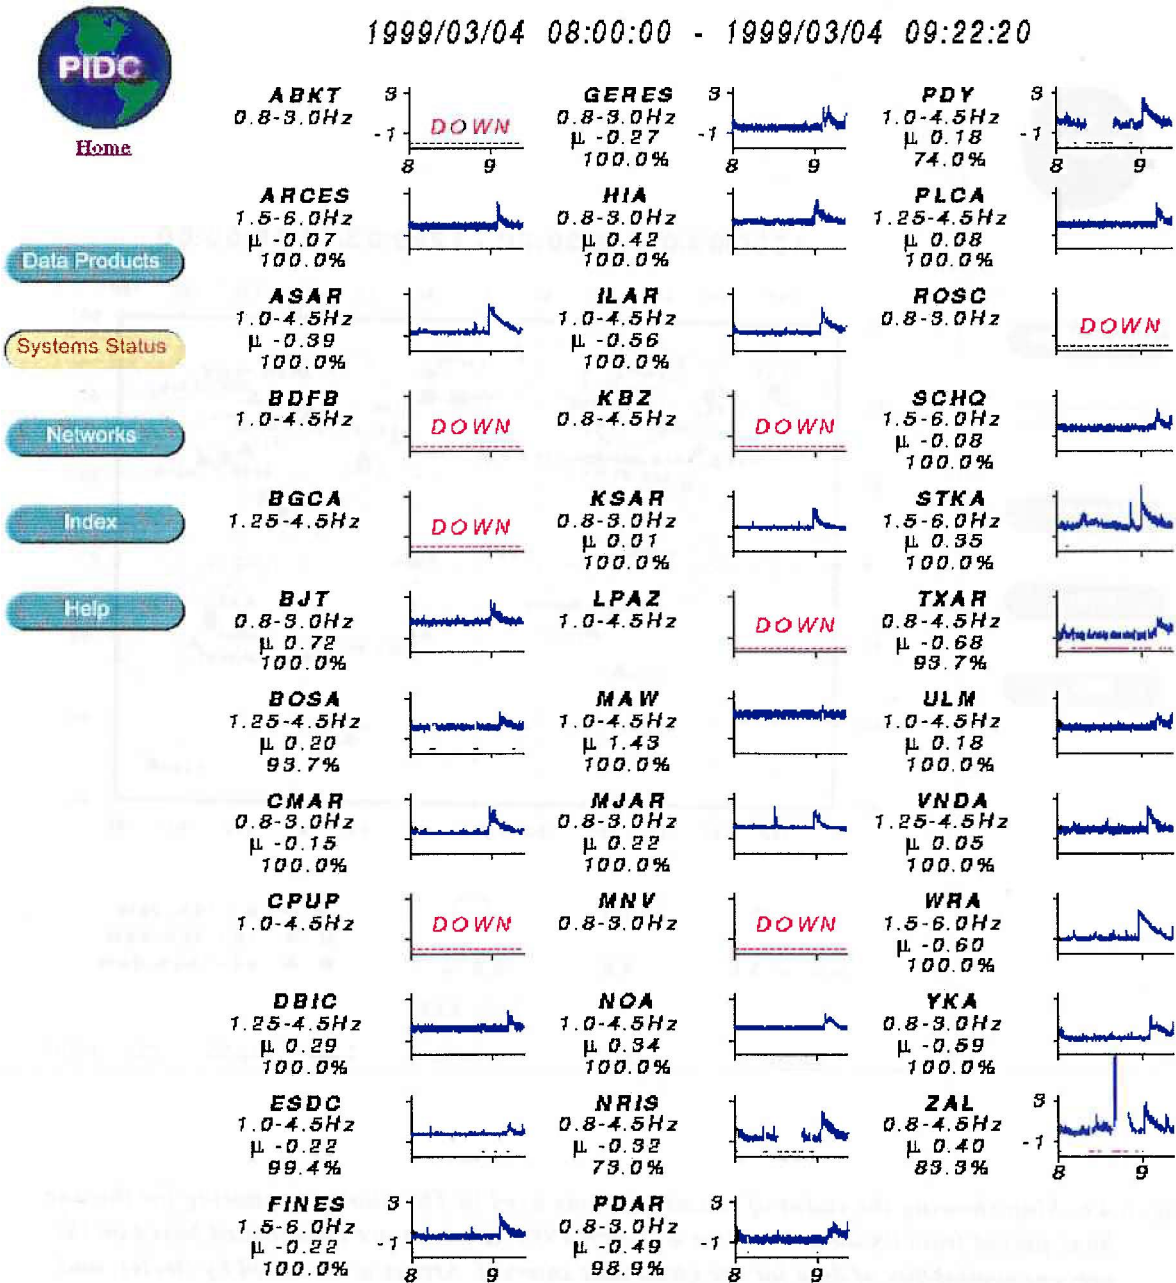 1999/03/04 08:00:00 - 1999/03/04 09:22:20
PIDC
Home
Data Products
Systems Status
Networks
Index
Help
ABKT
0.8-3.0Hz
3
-1
DOWN
8 9
ARCES
1.5-6.0Hz
µ -0.07
100.0%
ASAR
1.0-4.5Hz
µ -0.39
100.0%
BDFB
1.0-4.5Hz
DOWN
BGCA
1.25-4.5Hz
DOWN
BJT
0.8-3.0Hz
µ 0.72
100.0%
BOSA
1.25-4.5Hz
µ 0.20
93.7%
CMAR
0.8-3.0Hz
µ -0.15
100.0%
CPUP
1.0-4.5Hz
DOWN
DBIC
1.25-4.5Hz
µ 0.29
100.0%
ESDC
1.0-4.5Hz
µ -0.22
99.4%
FINES
1.5-6.0Hz
µ -0.22
100.0%
3
-1
8 9
GERES
0.8-3.0Hz
µ -0.27
100.0%
3
-1
8 9
HIA
0.8-3.0Hz
µ 0.42
100.0%
ILAR
1.0-4.5Hz
µ -0.56
100.0%
KBZ
0.8-4.5Hz
DOWN
KSAR
0.8-3.0Hz
µ 0.01
100.0%
LPAZ
1.0-4.5Hz
DOWN
MAW
1.0-4.5Hz
µ 1.43
100.0%
MJAR
0.8-3.0Hz
µ 0.22
100.0%
MNV
0.8-3.0Hz
DOWN
NOA
1.0-4.5Hz
µ 0.34
100.0%
NRIS
0.8-4.5Hz
µ -0.32
73.0%
PDAR
0.8-3.0Hz
µ -0.49
98.9%
3
-1
8 9
PDY
1.0-4.5Hz
µ 0.18
74.0%
3
-1
8 9
PLCA
1.25-4.5Hz
µ 0.08
100.0%
ROSC
0.8-3.0Hz
DOWN
SCHQ
1.5-6.0Hz
µ -0.08
100.0%
STKA
1.5-6.0Hz
µ 0.35
100.0%
TXAR
0.8-4.5Hz
µ -0.68
93.7%
ULM
1.0-4.5Hz
µ 0.18
100.0%
VNDA
1.25-4.5Hz
µ 0.05
100.0%
WRA
1.5-6.0Hz
µ -0.60
100.0%
YKA
0.8-3.0Hz
µ -0.59
100.0%
ZAL
0.8-4.5Hz
µ 0.40
83.3%
3
-1
8 9